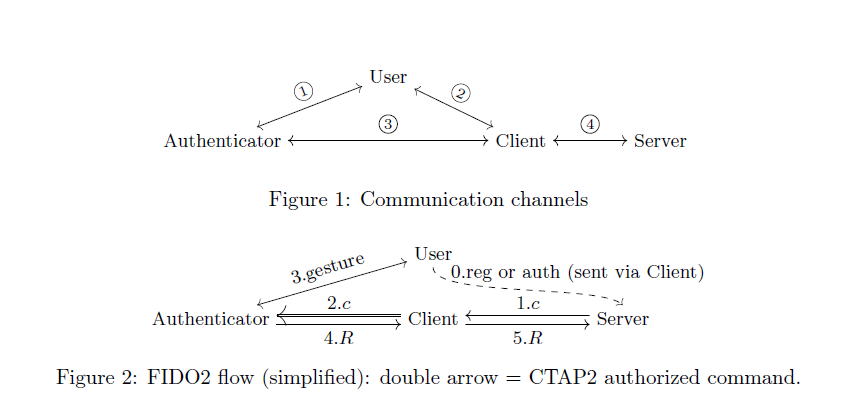 User
① ②
③ ④
Authenticator Client Server
Figure 1: Communication channels
User
3.gesture
0.reg or auth (sent via Client)
2.c 1.c
Authenticator Client Server
4.R 5.R
Figure 2: FIDO2 flow (simplified): double arrow = CTAP2 authorized command.